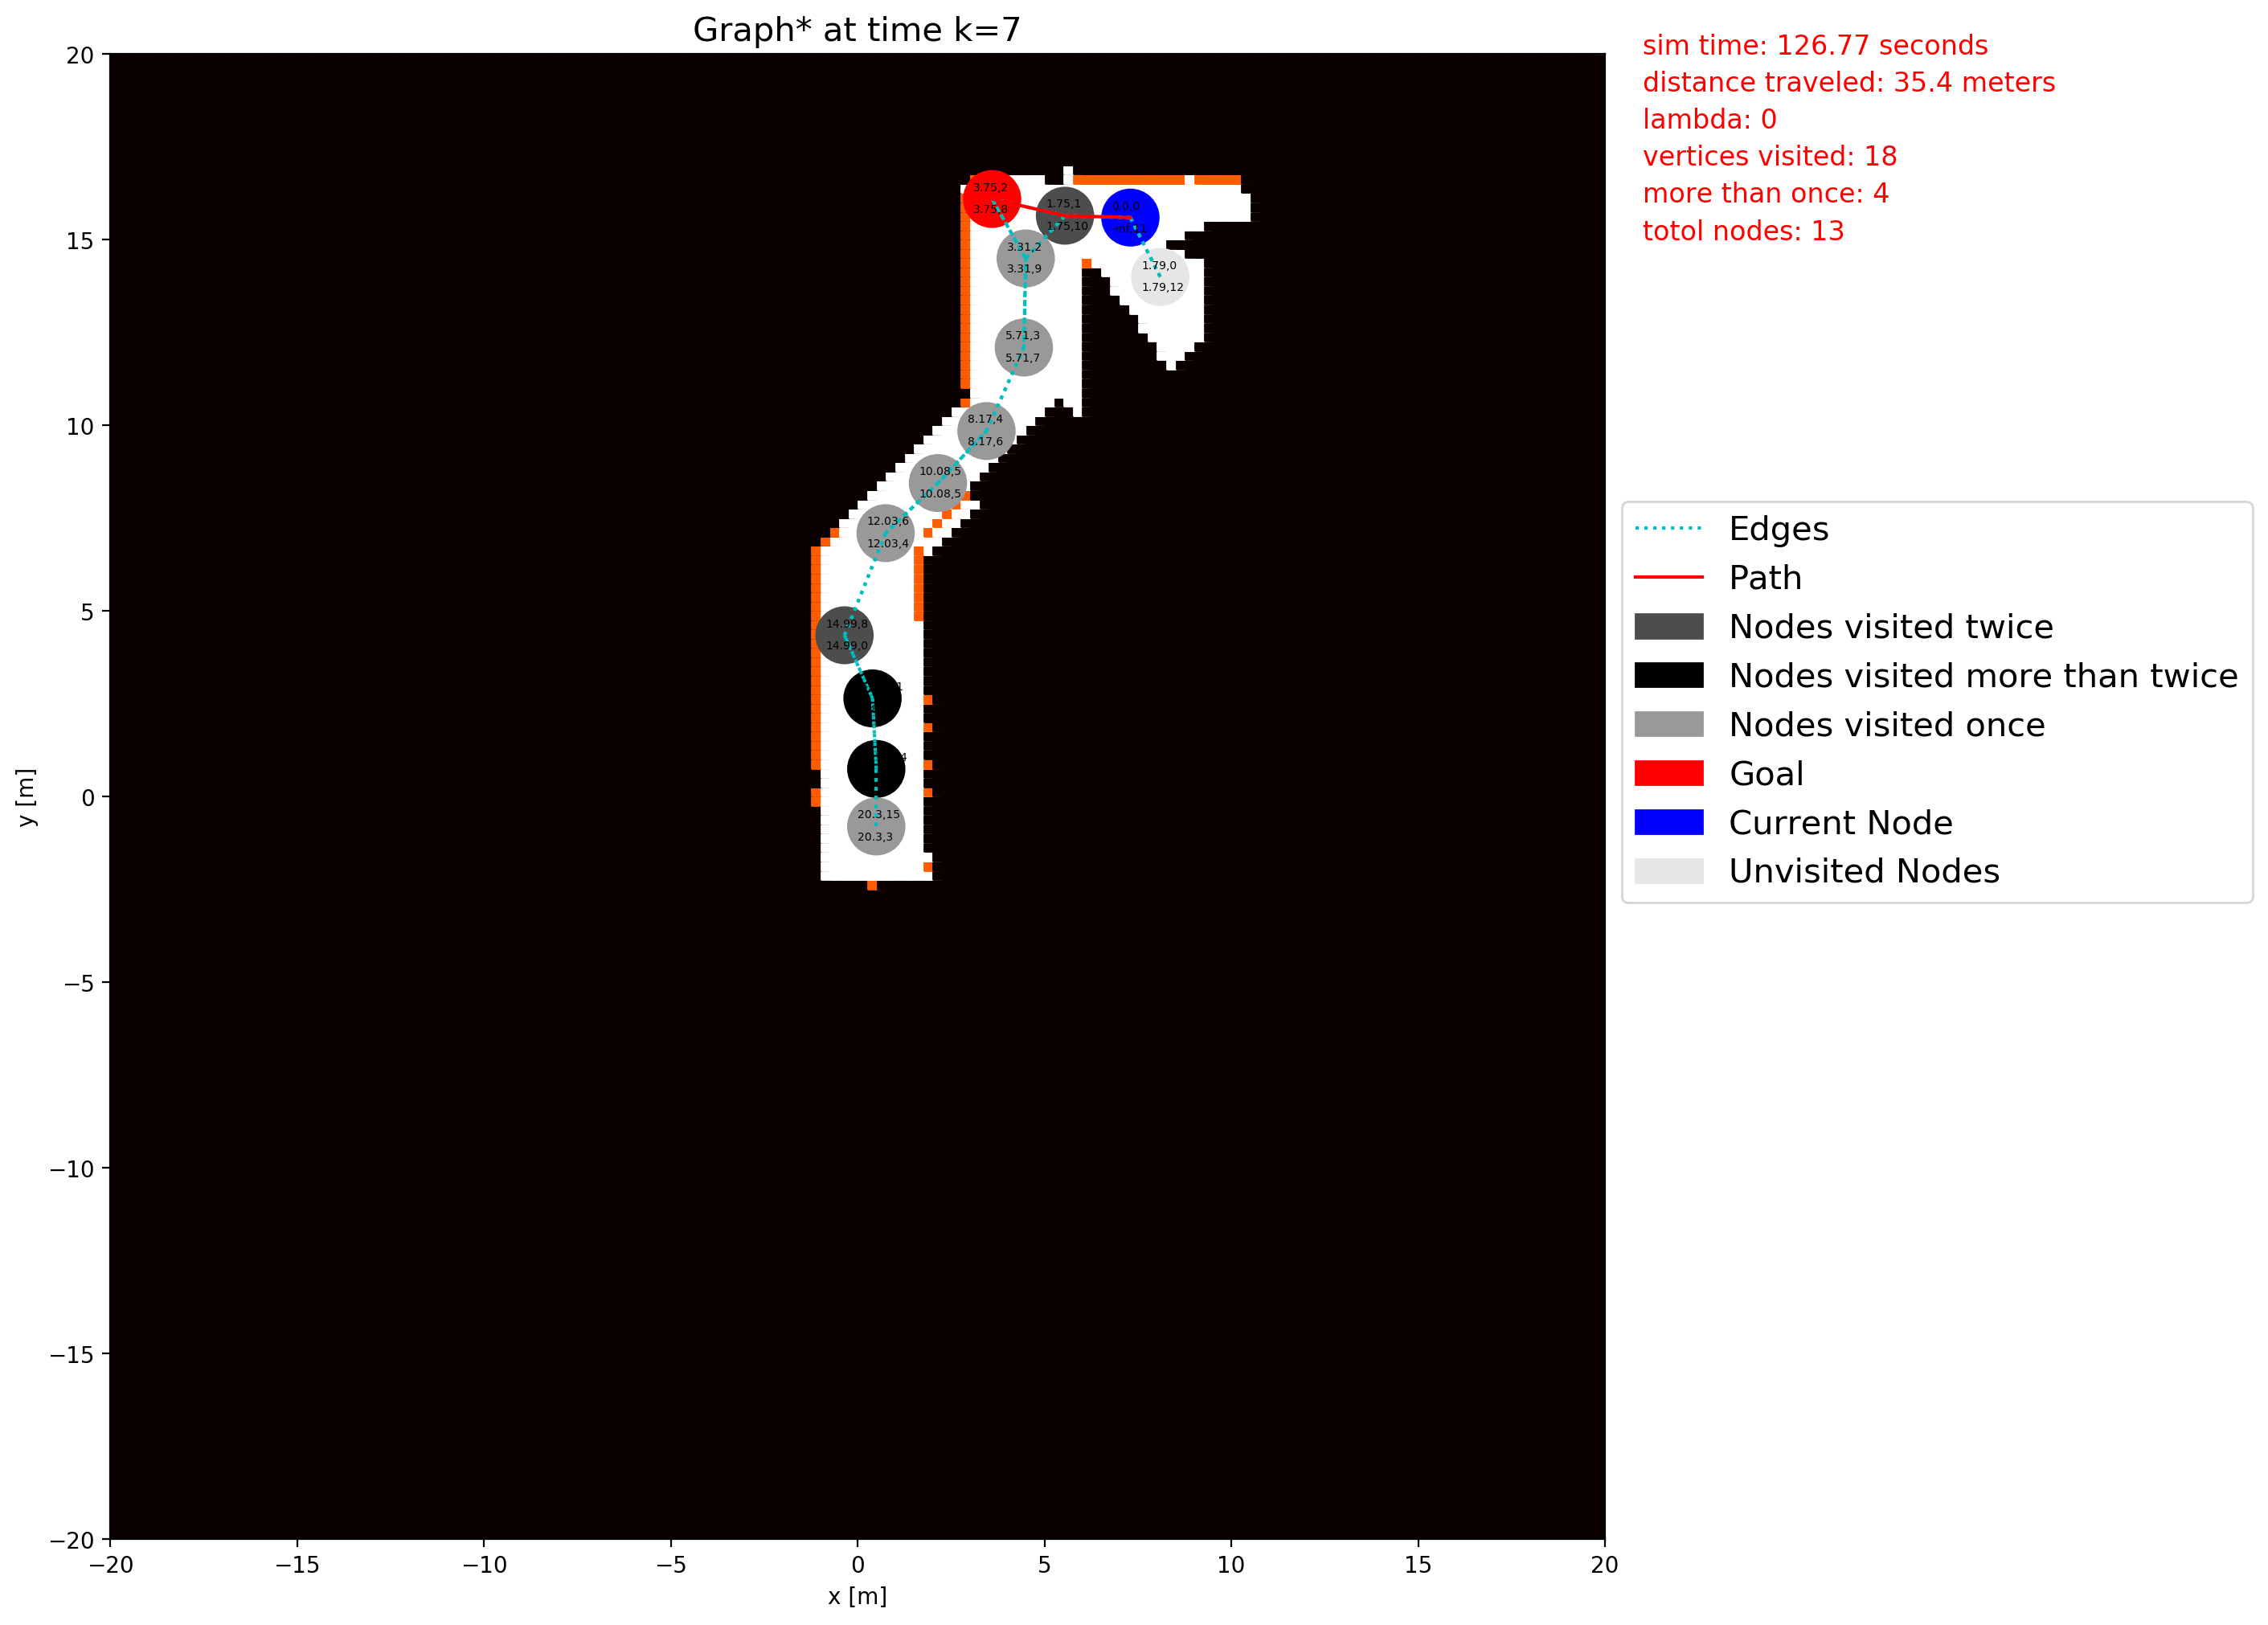 Graph* at time k=7
sim time: 126.77 seconds
distance traveled: 35.4 meters
lambda: 0
vertices visited: 18
more than once: 4
totol nodes: 13
20
15
10
5
0
−5
−10
−15
−20
y [m]
3.75,2
3.75,8
1.75,1
1.75,10
0.0,0
3.31,2
3.31,9
1.79,0
1.79,12
5.71,3
5.71,7
8.17,4
8.17,6
10.08,5
10.08,5
12.03,6
12.03,4
14.99,8
14.99,0
20.3,15
20.3,3
Edges
Path
Nodes visited twice
Nodes visited more than twice
Nodes visited once
Goal
Current Node
Unvisited Nodes
−20
−15
−10
−5
0
5
10
15
20
x [m]